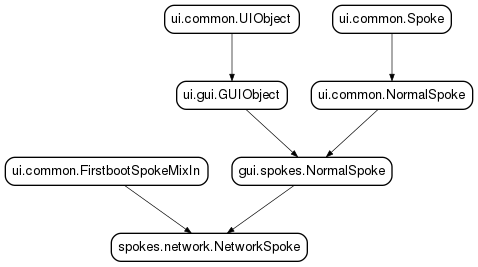 ui.common.UIObject
ui.common.Spoke
ui.gui.GUIObject
ui.common.NormalSpoke
ui.common.FirstbootSpokeMixIn
gui.spokes.NormalSpoke
spokes.network.NetworkSpoke